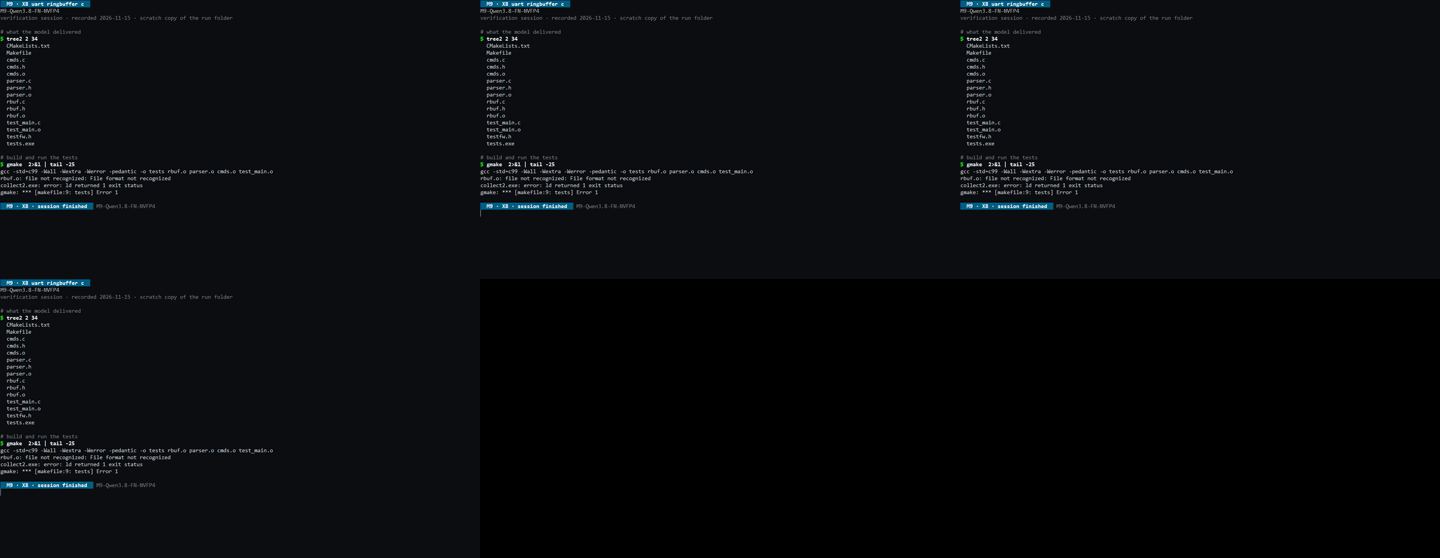 M9 · X8 uart ringbuffer c
M9-Qwen3.8-FN-NVFP4
verification session - recorded 2026-11-15 - scratch copy of the run folder
# what the model delivered
$ tree2 2 34
CMakeLists.txt
Makefile
cmds.c
cmds.h
cmds.o
parser.c
parser.h
parser.o
rbuf.c
rbuf.h
rbuf.o
test_main.c
test_main.o
testfw.h
tests.exe
# build and run the tests
$ gmake  2>&1 | tail -25
gcc -std=c99 -Wall -Wextra -Werror -pedantic -o tests rbuf.o parser.o cmds.o test_main.o
rbuf.o: file not recognized: File format not recognized
collect2.exe: error: ld returned 1 exit status
gmake: *** [makefile:9: tests] Error 1
M9 · X8 · session finished   M9-Qwen3.8-FN-NVFP4
M9 · X8 uart ringbuffer c
M9-Qwen3.8-FN-NVFP4
verification session - recorded 2026-11-15 - scratch copy of the run folder
# what the model delivered
$ tree2 2 34
CMakeLists.txt
Makefile
cmds.c
cmds.h
cmds.o
parser.c
parser.h
parser.o
rbuf.c
rbuf.h
rbuf.o
test_main.c
test_main.o
testfw.h
tests.exe
# build and run the tests
$ gmake  2>&1 | tail -25
gcc -std=c99 -Wall -Wextra -Werror -pedantic -o tests rbuf.o parser.o cmds.o test_main.o
rbuf.o: file not recognized: File format not recognized
collect2.exe: error: ld returned 1 exit status
gmake: *** [makefile:9: tests] Error 1
M9 · X8 · session finished   M9-Qwen3.8-FN-NVFP4
M9 · X8 uart ringbuffer c
M9-Qwen3.8-FN-NVFP4
verification session - recorded 2026-11-15 - scratch copy of the run folder
# what the model delivered
$ tree2 2 34
CMakeLists.txt
Makefile
cmds.c
cmds.h
cmds.o
parser.c
parser.h
parser.o
rbuf.c
rbuf.h
rbuf.o
test_main.c
test_main.o
testfw.h
tests.exe
# build and run the tests
$ gmake  2>&1 | tail -25
gcc -std=c99 -Wall -Wextra -Werror -pedantic -o tests rbuf.o parser.o cmds.o test_main.o
rbuf.o: file not recognized: File format not recognized
collect2.exe: error: ld returned 1 exit status
gmake: *** [makefile:9: tests] Error 1
M9 · X8 · session finished   M9-Qwen3.8-FN-NVFP4
M9 · X8 uart ringbuffer c
M9-Qwen3.8-FN-NVFP4
verification session - recorded 2026-11-15 - scratch copy of the run folder
# what the model delivered
$ tree2 2 34
CMakeLists.txt
Makefile
cmds.c
cmds.h
cmds.o
parser.c
parser.h
parser.o
rbuf.c
rbuf.h
rbuf.o
test_main.c
test_main.o
testfw.h
tests.exe
# build and run the tests
$ gmake  2>&1 | tail -25
gcc -std=c99 -Wall -Wextra -Werror -pedantic -o tests rbuf.o parser.o cmds.o test_main.o
rbuf.o: file not recognized: File format not recognized
collect2.exe: error: ld returned 1 exit status
gmake: *** [makefile:9: tests] Error 1
M9 · X8 · session finished   M9-Qwen3.8-FN-NVFP4